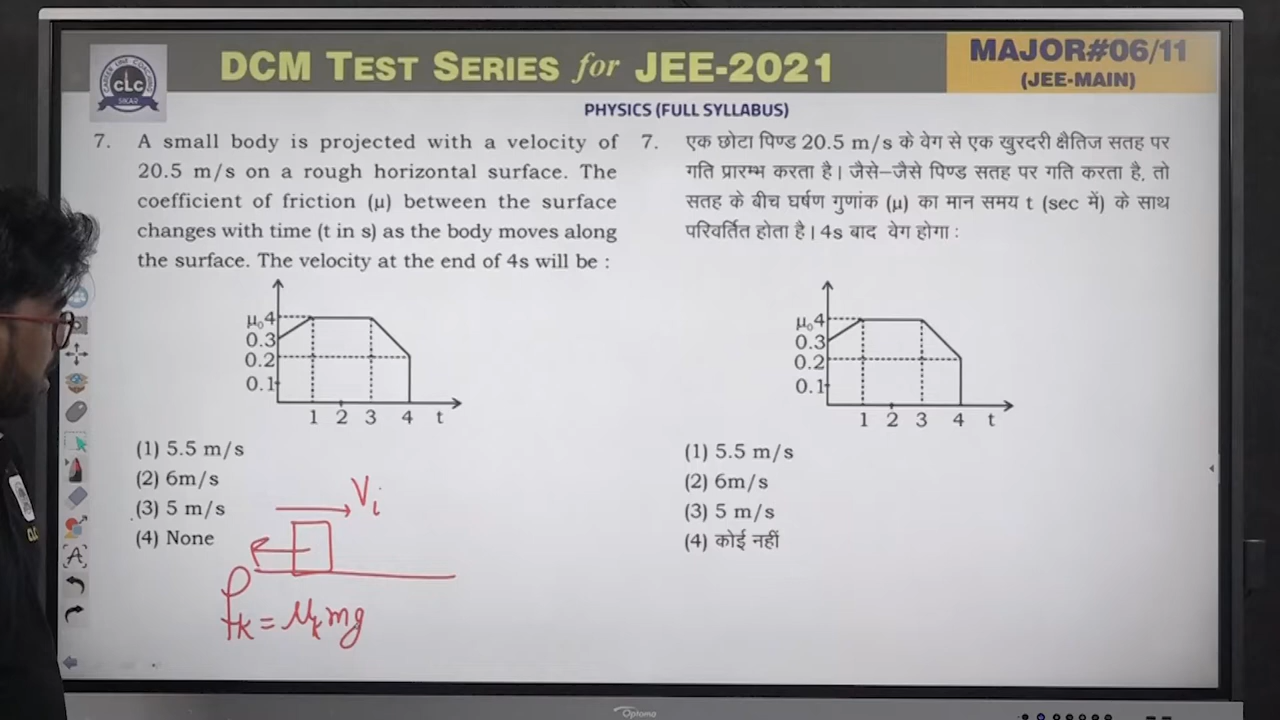 DCM TEST SERIES for JEE-2021
MAJOR#06/11
(JEE-MAIN)
CLC
SIKAR
PHYSICS (FULL SYLLABUS)
7. A small body is projected with a velocity of
20.5 m/s on a rough horizontal surface. The
coefficient of friction (μ) between the surface
changes with time (t in s) as the body moves along
the surface. The velocity at the end of 4s will be :
μ₀4
0.3
0.2
0.1
1 2 3 4 t
(1) 5.5 m/s
(2) 6m/s
(3) 5 m/s
(4) None
Vi
fk = μk mg
7. एक छोटा पिण्ड 20.5 m/s के वेग से एक खुरदरी क्षैतिज सतह पर
गति प्रारम्भ करता है। जैसे–जैसे पिण्ड सतह पर गति करता है, तो
सतह के बीच घर्षण गुणांक (μ) का मान समय t (sec में) के साथ
परिवर्तित होता है। 4s बाद वेग होगा :
μ₀4
0.3
0.2
0.1
1 2 3 4 t
(1) 5.5 m/s
(2) 6m/s
(3) 5 m/s
(4) कोई नहीं
Optoma